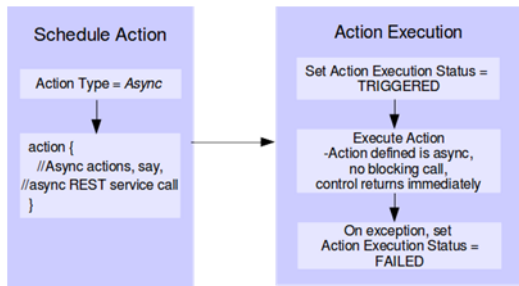 Schedule Action
Action Type = Async
action {
//Async actions, say,
//async REST service call
}
Action Execution
Set Action Execution Status =
TRIGGERED
Execute Action
-Action defined is async,
no blocking call,
control returns immediately
On exception, set
Action Execution Status =
FAILED